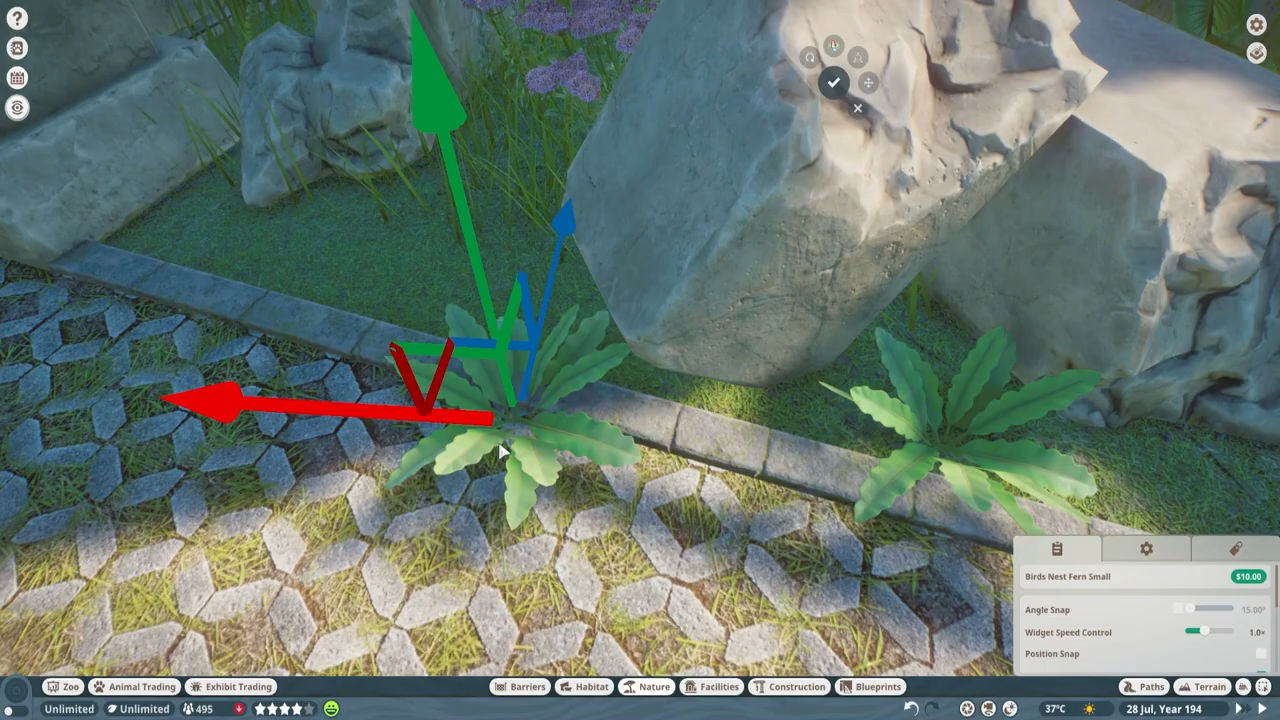 Birds Nest Fern Small
$10.00
Angle Snap 15.00°
Widget Speed Control 1.0×
Position Snap
Zoo Animal Trading Exhibit Trading Barriers Habitat Nature Facilities Construction Blueprints Paths Terrain
Unlimited Unlimited 495 37°C 28 Jul, Year 194